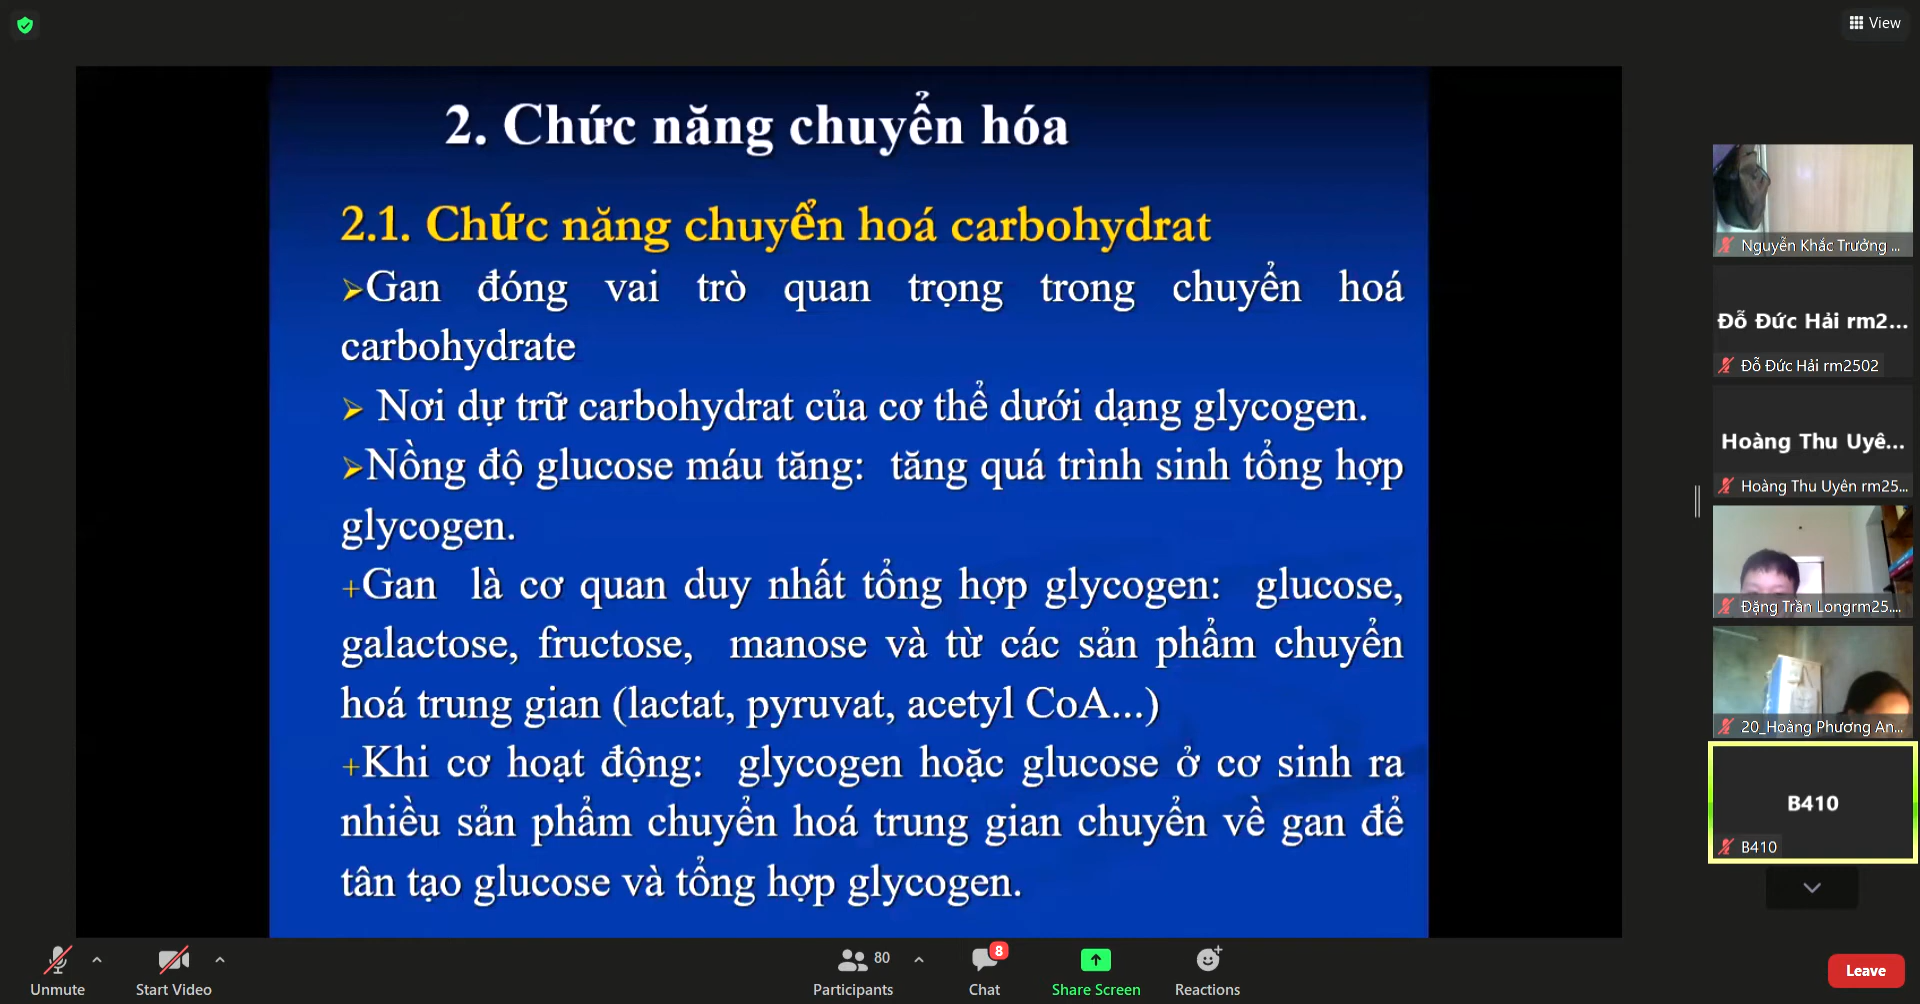 View
2. Chức năng chuyển hóa
2.1. Chức năng chuyển hoá carbohydrat
➢Gan đóng vai trò quan trọng trong chuyển hoá
carbohydrate
➢ Nơi dự trữ carbohydrat của cơ thể dưới dạng glycogen.
➢Nồng độ glucose máu tăng: tăng quá trình sinh tổng hợp
glycogen.
+Gan là cơ quan duy nhất tổng hợp glycogen: glucose,
galactose, fructose, manose và từ các sản phẩm chuyển
hoá trung gian (lactat, pyruvat, acetyl CoA...)
+Khi cơ hoạt động: glycogen hoặc glucose ở cơ sinh ra
nhiều sản phẩm chuyển hoá trung gian chuyển về gan để
tân tạo glucose và tổng hợp glycogen.
Nguyễn Khắc Trưởng ...
Đỗ Đức Hải rm2...
Đỗ Đức Hải rm2502
Hoàng Thu Uyê...
Hoàng Thu Uyên rm25...
Đặng Trần Longrm25....
20_Hoàng Phương An...
B410
B410
Unmute
Start Video
80
Participants
8
Chat
Share Screen
Reactions
Leave